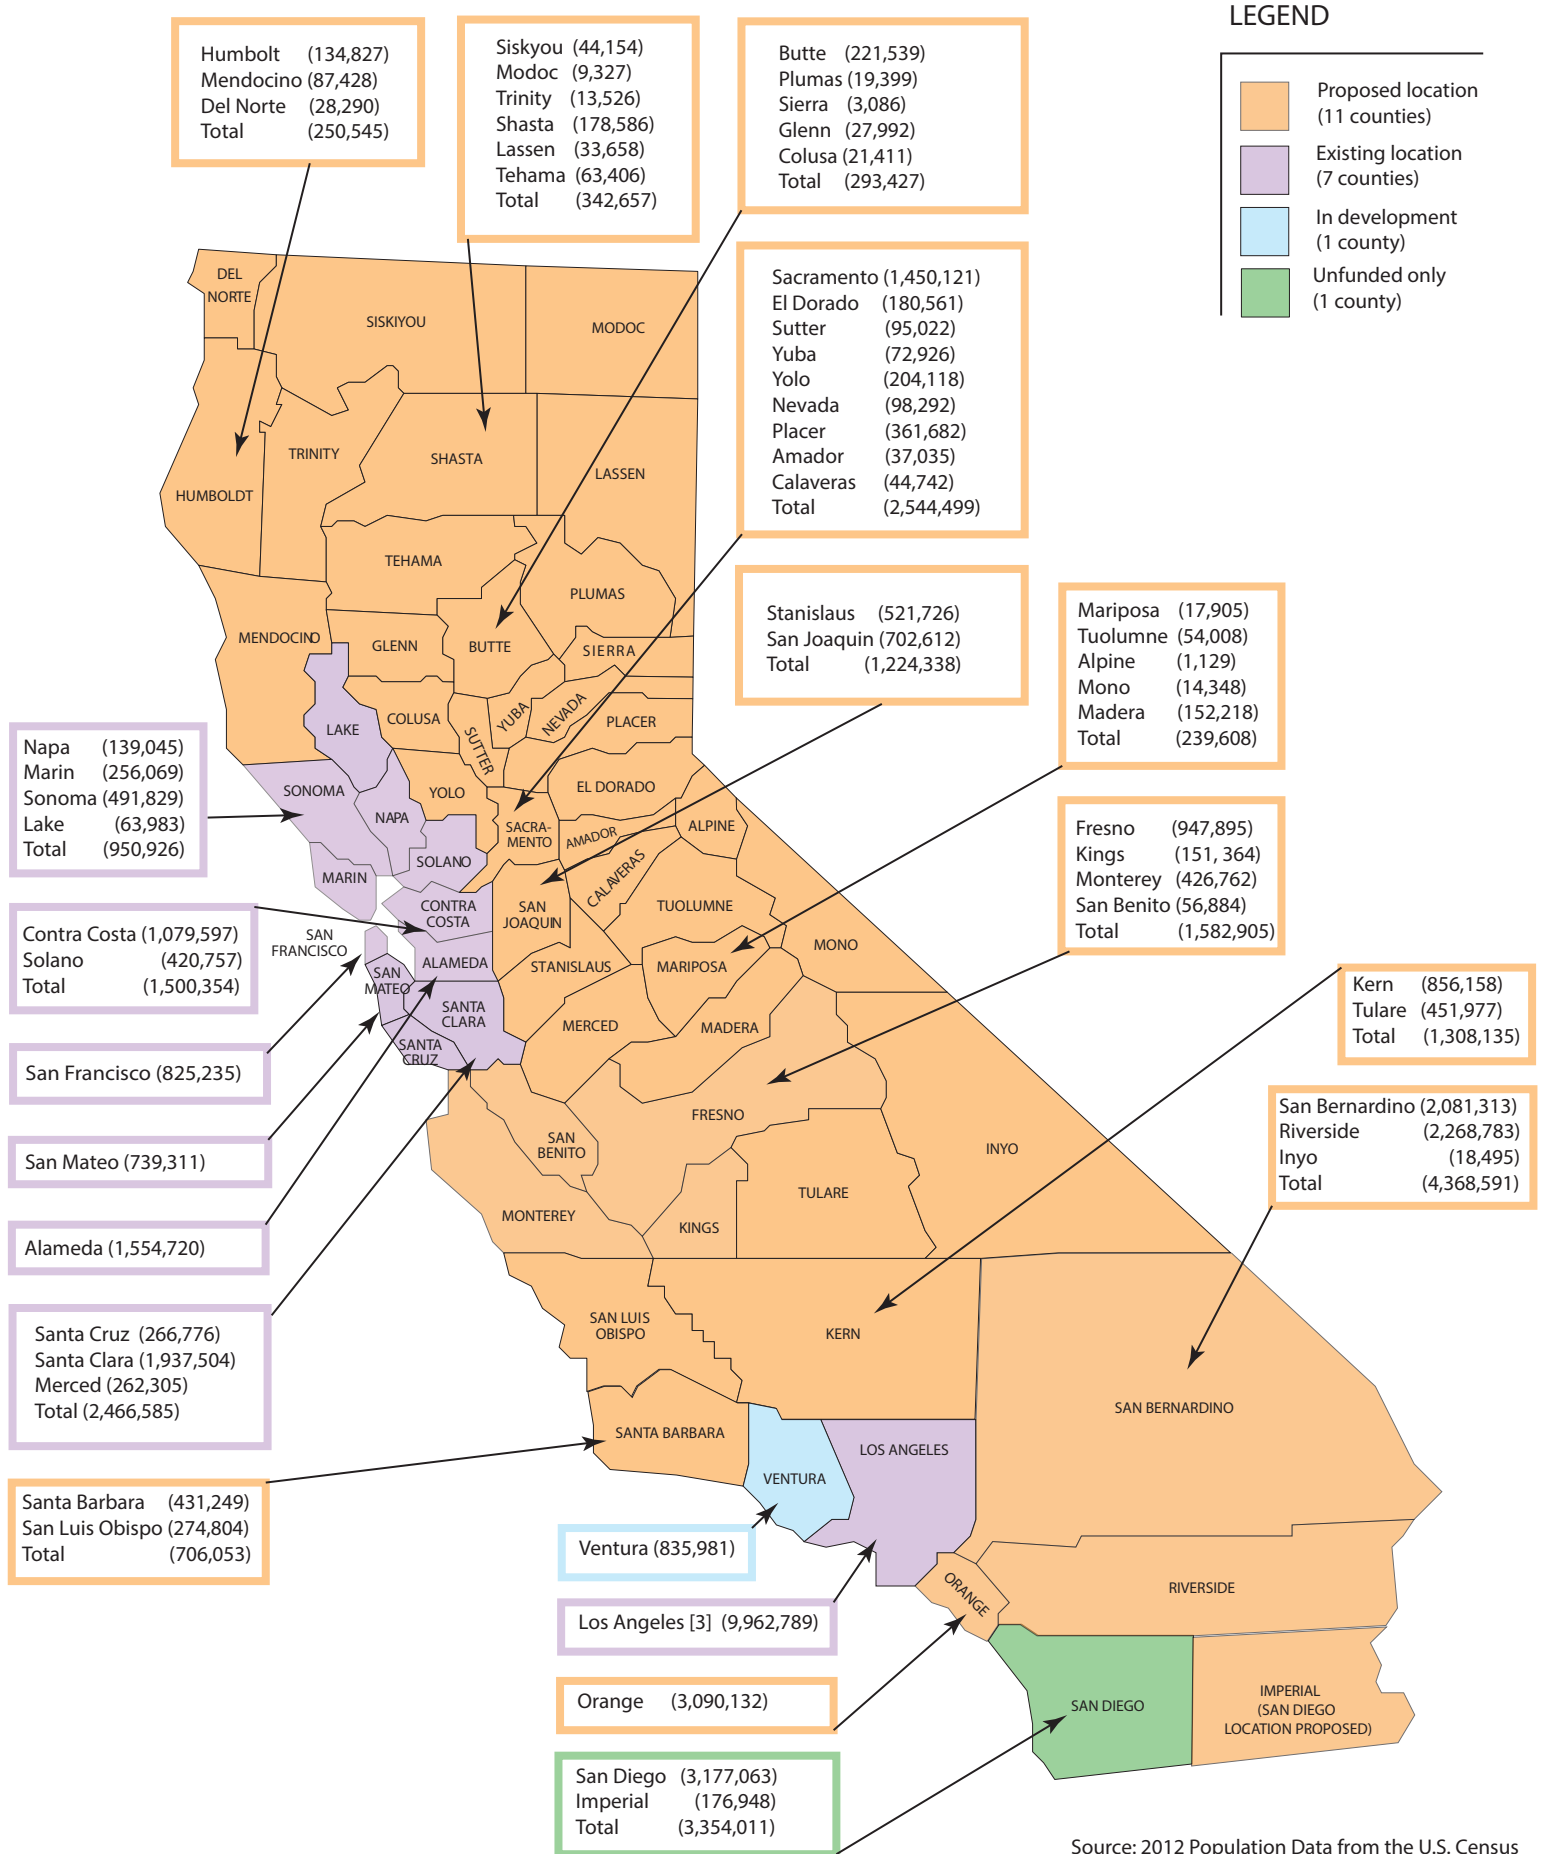 LEGEND
Proposed location
(11 counties)
Existing location
(7 counties)
In development
(1 county)
Unfunded only
(1 county)
Humbolt (134,827)
Mendocino (87,428)
Del Norte (28,290)
Total (250,545)
Siskyou (44,154)
Modoc (9,327)
Trinity (13,526)
Shasta (178,586)
Lassen (33,658)
Tehama (63,406)
Total (342,657)
Butte (221,539)
Plumas (19,399)
Sierra (3,086)
Glenn (27,992)
Colusa (21,411)
Total (293,427)
Sacramento (1,450,121)
El Dorado (180,561)
Sutter (95,022)
Yuba (72,926)
Yolo (204,118)
Nevada (98,292)
Placer (361,682)
Amador (37,035)
Calaveras (44,742)
Total (2,544,499)
Stanislaus (521,726)
San Joaquin (702,612)
Total (1,224,338)
Mariposa (17,905)
Tuolumne (54,008)
Alpine (1,129)
Mono (14,348)
Madera (152,218)
Total (239,608)
Fresno (947,895)
Kings (151, 364)
Monterey (426,762)
San Benito (56,884)
Total (1,582,905)
Kern (856,158)
Tulare (451,977)
Total (1,308,135)
San Bernardino (2,081,313)
Riverside (2,268,783)
Inyo (18,495)
Total (4,368,591)
Napa (139,045)
Marin (256,069)
Sonoma (491,829)
Lake (63,983)
Total (950,926)
Contra Costa (1,079,597)
Solano (420,757)
Total (1,500,354)
San Francisco (825,235)
San Mateo (739,311)
Alameda (1,554,720)
Santa Cruz (266,776)
Santa Clara (1,937,504)
Merced (262,305)
Total (2,466,585)
Santa Barbara (431,249)
San Luis Obispo (274,804)
Total (706,053)
Ventura (835,981)
Los Angeles [3] (9,962,789)
Orange (3,090,132)
San Diego (3,177,063)
Imperial (176,948)
Total (3,354,011)
DEL
NORTE
SISKIYOU
MODOC
HUMBOLDT
TRINITY
SHASTA
LASSEN
TEHAMA
PLUMAS
MENDOCINO
GLENN
BUTTE
SIERRA
LAKE
COLUSA
SUTTER
YUBA
NEVADA
PLACER
SONOMA
NAPA
YOLO
EL DORADO
SACRA-
MENTO
AMADOR
ALPINE
SOLANO
MARIN
CALAVERAS
CONTRA
COSTA
SAN
JOAQUIN
TUOLUMNE
MONO
SAN
FRANCISCO
ALAMEDA
STANISLAUS
MARIPOSA
SAN
MATEO
SANTA
CLARA
MERCED
MADERA
SANTA
CRUZ
FRESNO
SAN
BENITO
INYO
TULARE
MONTEREY
KINGS
SAN LUIS
OBISPO
KERN
SAN BERNARDINO
SANTA BARBARA
VENTURA
LOS ANGELES
ORANGE
RIVERSIDE
SAN DIEGO
IMPERIAL
(SAN DIEGO
LOCATION PROPOSED)
Source: 2012 Population Data from the U.S. Census